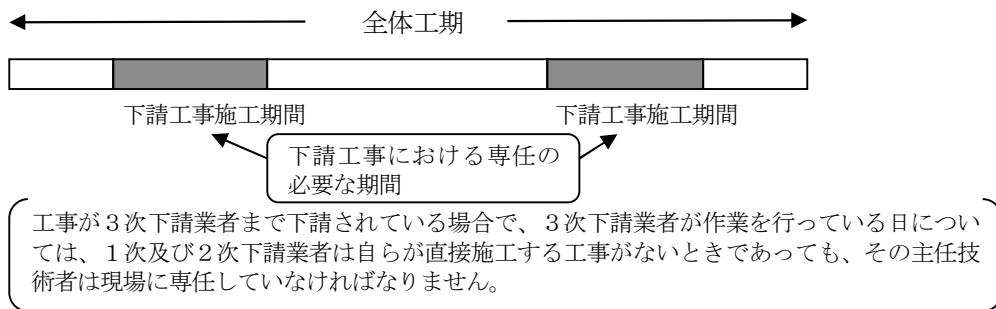 全体工期
下請工事施工期間
下請工事施工期間
下請工事における専任の
必要な期間
工事が３次下請業者まで下請されている場合で、３次下請業者が作業を行っている日につい
ては、１次及び２次下請業者は自らが直接施工する工事がないときであっても、その主任技
術者は現場に専任していなければなりません。